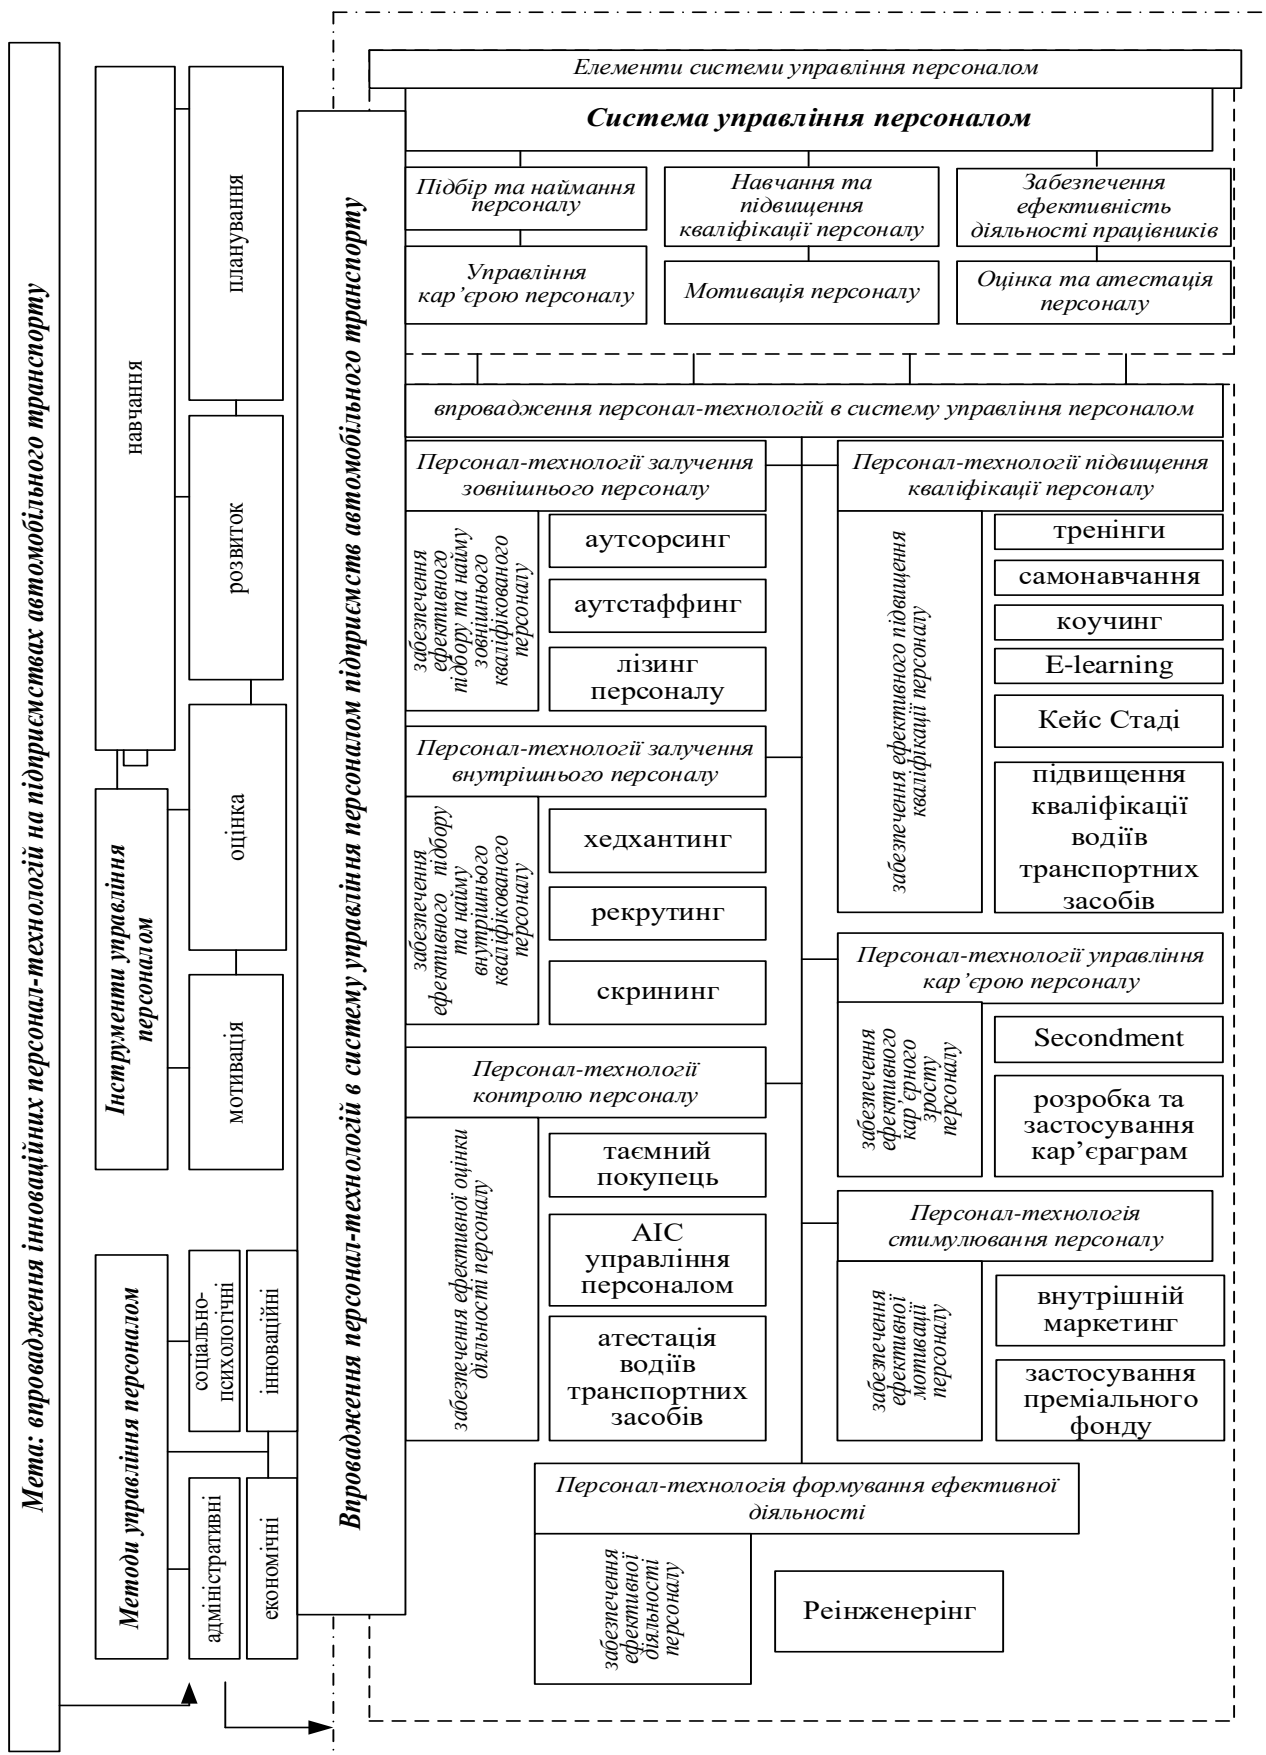 Мета: впровадження інноваційних персонал-технологій на підприємствах автомобільного транспорту
навчання
планування
розвиток
оцінка
мотивація
Інструменти управління
персоналом
Методи управління персоналом
соціально-
психологічні
інноваційні
адміністративні
економічні
Впровадження персонал-технологій в систему управління персоналом підприємств автомобільного транспорту
Елементи системи управління персоналом
Система управління персоналом
Підбір та наймання
персоналу
Навчання та
підвищення
кваліфікації персоналу
Забезпечення
ефективність
діяльності працівників
Управління
кар’єрою персоналу
Мотивація персоналу
Оцінка та атестація
персоналу
впровадження персонал-технологій в систему управління персоналом
Персонал-технології залучення
зовнішнього персоналу
забезпечення
ефективного
підбору та найму
зовнішнього
кваліфікованого
персоналу
аутсорсинг
аутстаффинг
лізинг
персоналу
Персонал-технології залучення
внутрішнього персоналу
забезпечення
ефективного підбору
та найму
внутрішнього
кваліфікованого
персоналу
хедхантинг
рекрутинг
скрининг
Персонал-технології
контролю персоналу
забезпечення ефективної оцінки
діяльності персоналу
таємний
покупець
АІС
управління
персоналом
атестація
водіїв
транспортних
засобів
Персонал-технології підвищення
кваліфікації персоналу
забезпечення ефективного підвищення
кваліфікації персоналу
тренінги
самонавчання
коучинг
E-learning
Кейс Стаді
підвищення
кваліфікації
водіїв
транспортних
засобів
Персонал-технології управління
кар’єрою персоналу
забезпечення
ефективного
кар’єрного
зросту
персоналу
Secondment
розробка та
застосування
кар’єраграм
Персонал-технологія
стимулювання персоналу
забезпечення
ефективної
мотивації
персоналу
внутрішній
маркетинг
застосування
преміального
фонду
Персонал-технологія формування ефективної
діяльності
забезпечення
ефективної
діяльності
персоналу
Реінженерінг